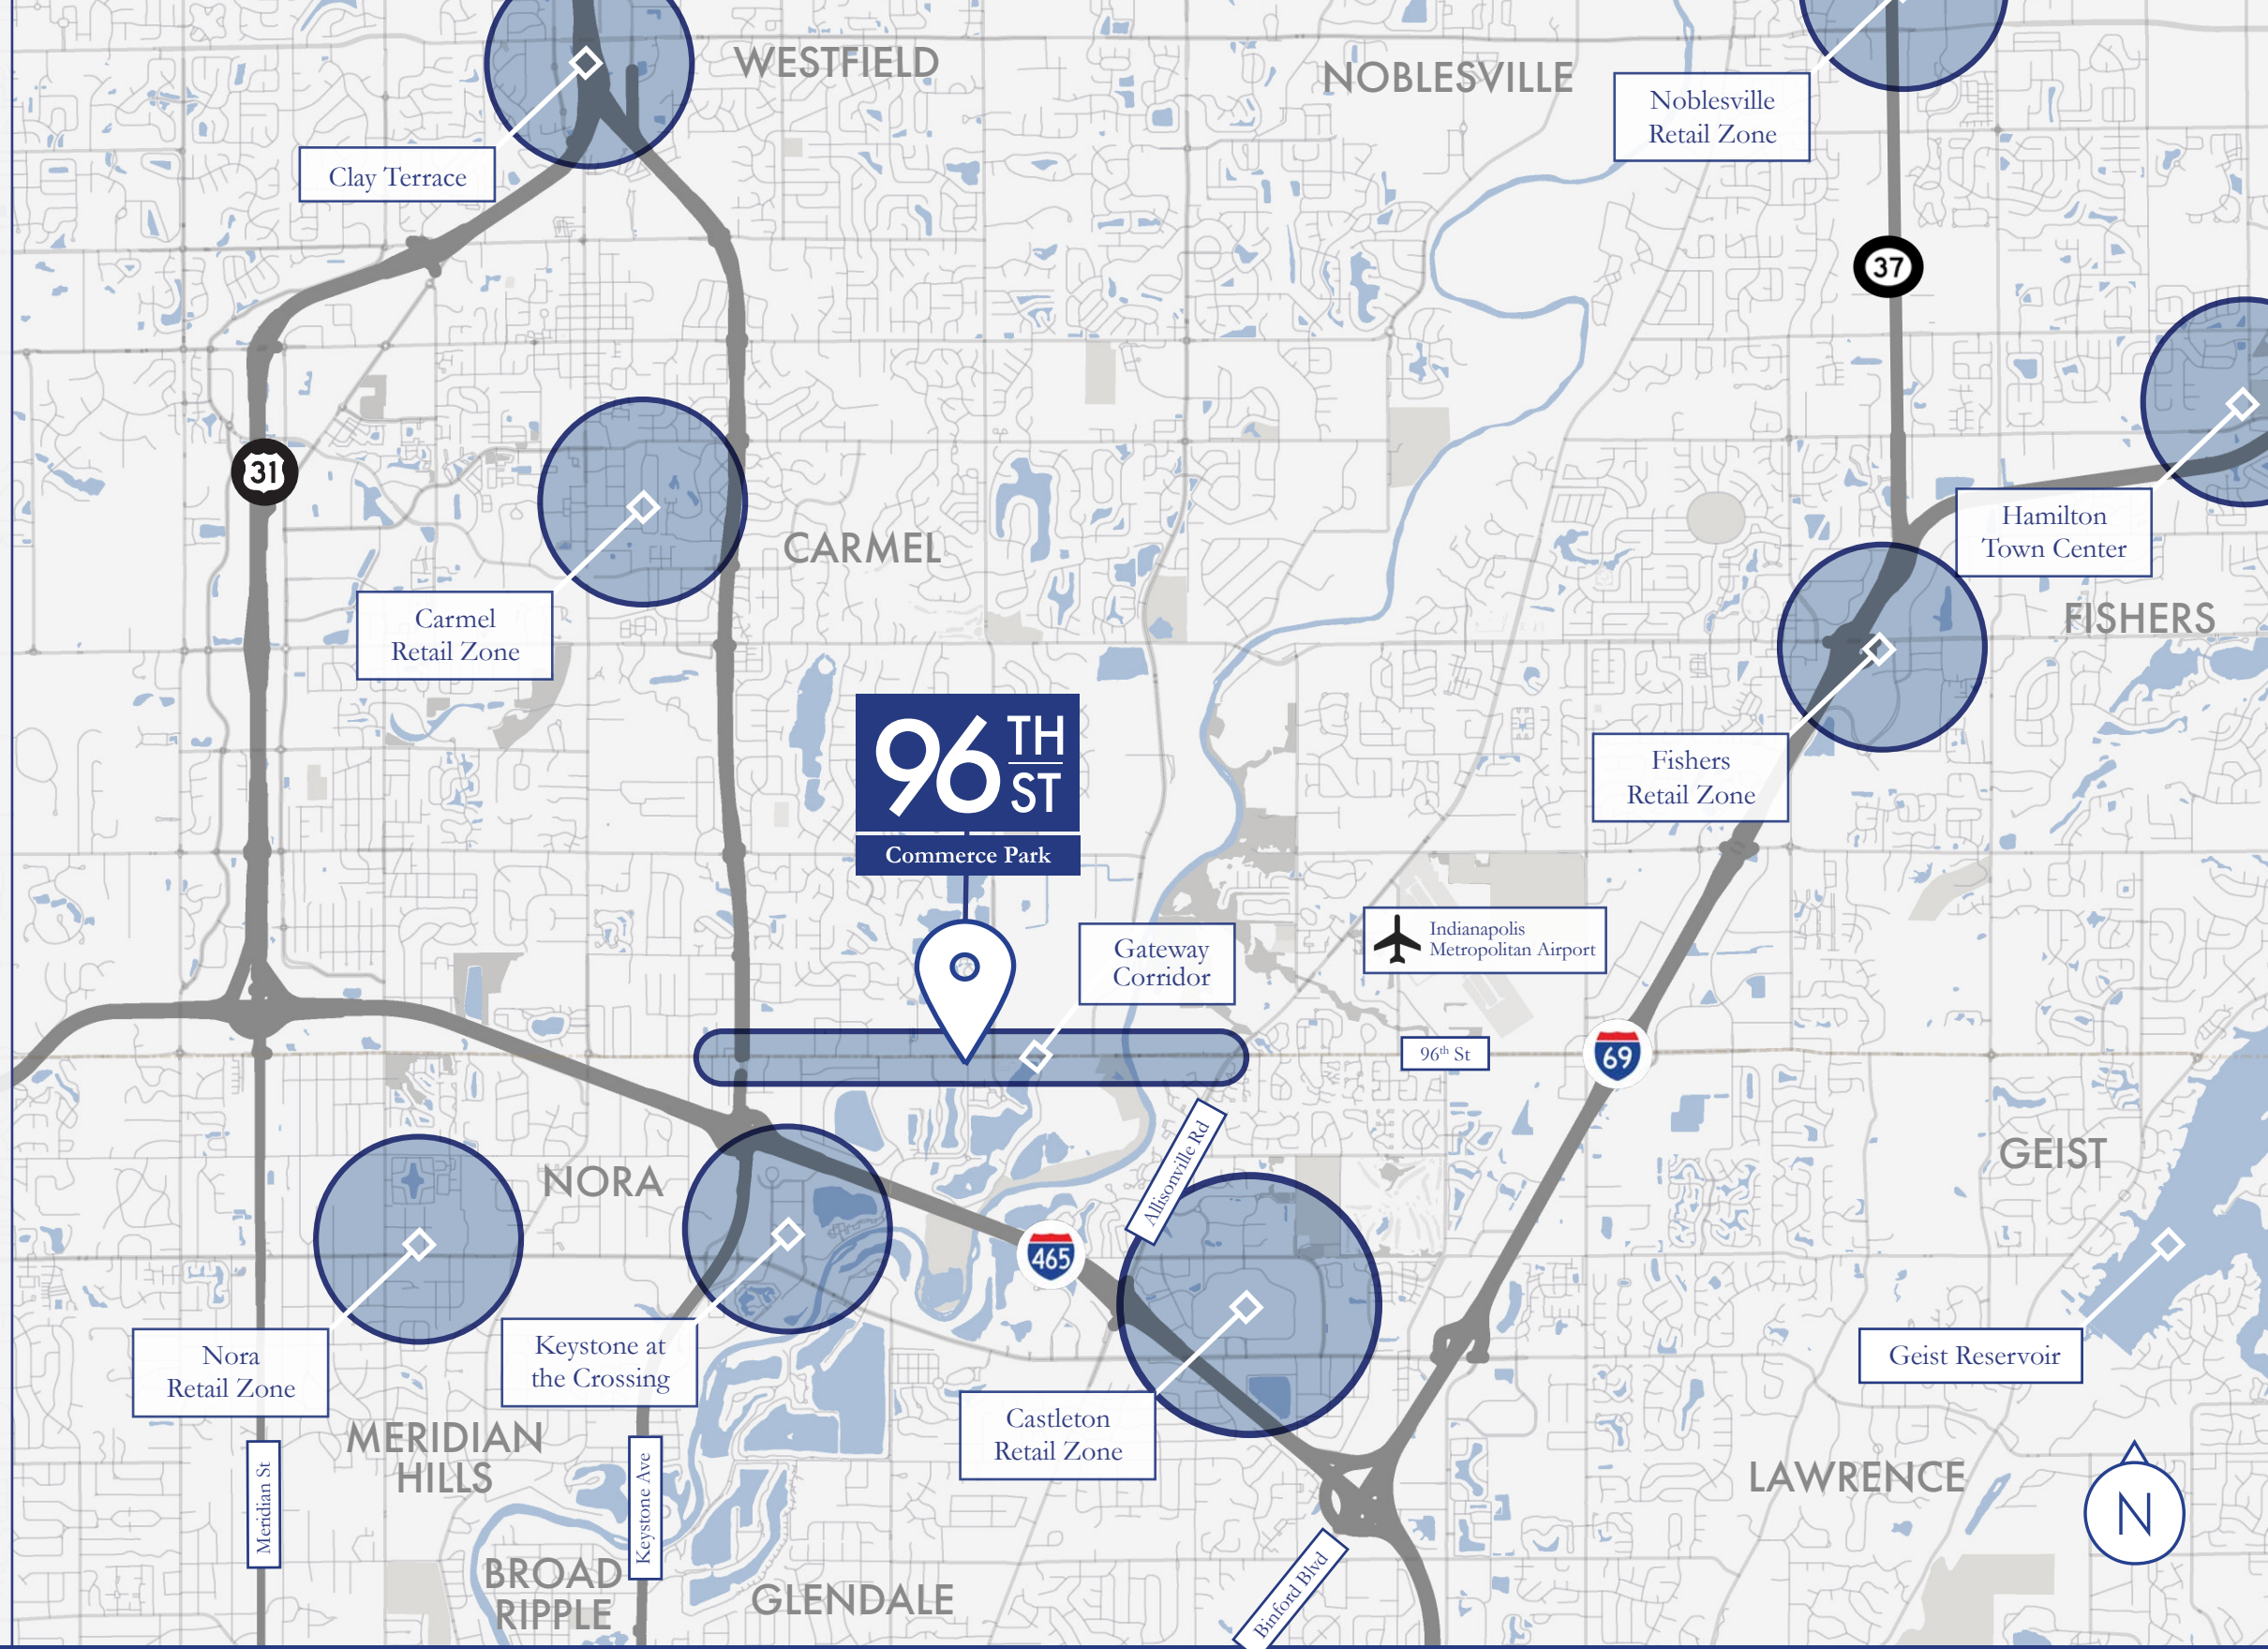 WESTFIELD
NOBLESVILLE
Noblesville
Retail Zone
Clay Terrace
37
31
CARMEL
Hamilton
Town Center
FISHERS
Carmel
Retail Zone
96 TH
ST
Commerce Park
Fishers
Retail Zone
Gateway
Corridor
Indianapolis
Metropolitan Airport
96th St
69
NORA
Allisonville Rd
GEIST
465
Nora
Retail Zone
Keystone at
the Crossing
Geist Reservoir
Castleton
Retail Zone
MERIDIAN
HILLS
Meridian St
Keystone Ave
LAWRENCE
N
BROAD
RIPPLE
GLENDALE
Binford Blvd